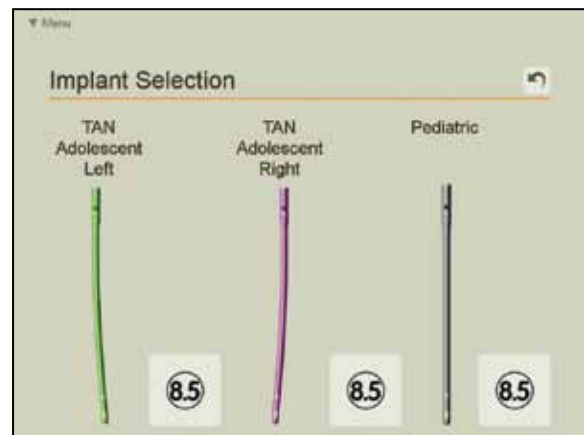 ▼ Menu
Implant Selection
TAN
Adolescent
Left
TAN
Adolescent
Right
Pediatric
8.5
8.5
8.5